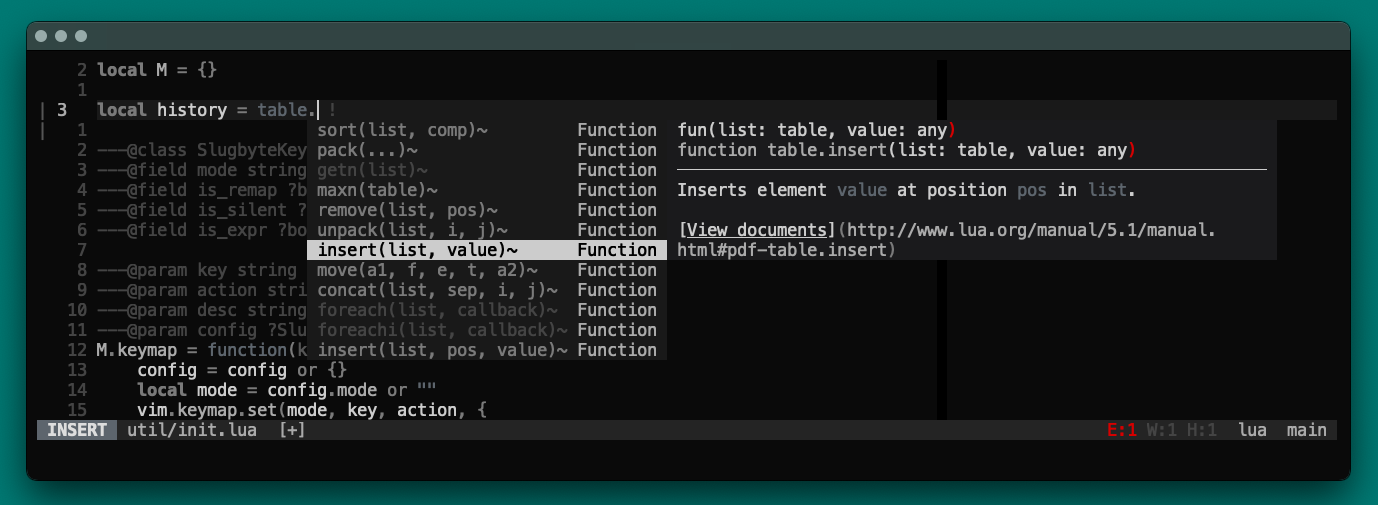 2 local M = {}
1
| 3 local history = table. !
| 1
sort(list, comp)~ Function
2 ---@class SlugbyteKey pack(...)~ Function
3 ---@field mode string getn(list)~ Function
4 ---@field is_remap ?b maxn(table)~ Function
5 ---@field is_silent ? remove(list, pos)~ Function
6 ---@field is_expr ?bo unpack(list, i, j)~ Function
7 insert(list, value)~ Function
8 ---@param key string move(a1, f, e, t, a2)~ Function
9 ---@param action stri concat(list, sep, i, j)~ Function
10 ---@param desc string foreach(list, callback)~ Function
11 ---@param config ?Slu foreachi(list, callback)~ Function
12 M.keymap = function(k insert(list, pos, value)~ Function
fun(list: table, value: any)
function table.insert(list: table, value: any)
Inserts element value at position pos in list.
[View documents](http://www.lua.org/manual/5.1/manual.
html#pdf-table.insert)
13 config = config or {}
14 local mode = config.mode or ""
15 vim.keymap.set(mode, key, action, {
INSERT util/init.lua [+] E:1 W:1 H:1 lua main